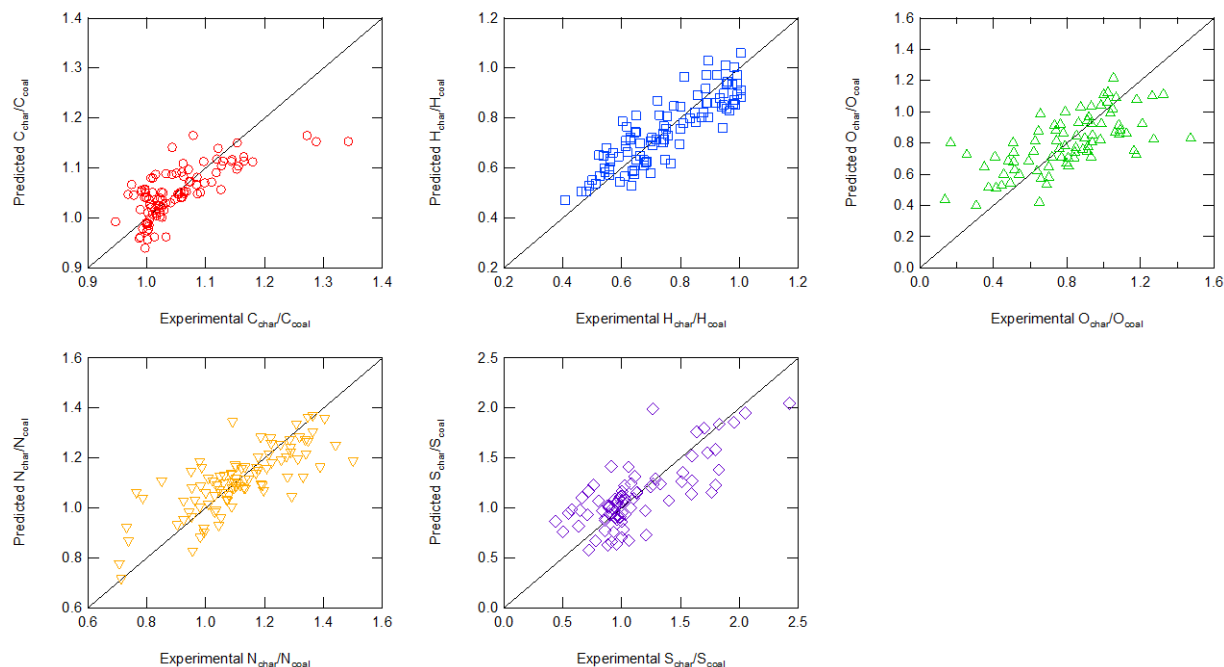 1.4
1.3
1.2
1.1
1.0
0.9
Predicted C_char/C_coal
0.9 1.0 1.1 1.2 1.3 1.4
Experimental C_char/C_coal
1.2
1.0
0.8
0.6
0.4
0.2
Predicted H_char/H_coal
0.2 0.4 0.6 0.8 1.0 1.2
Experimental H_char/H_coal
1.6
1.4
1.2
1.0
0.8
0.6
0.4
0.2
0.0
Predicted O_char/O_coal
0.0 0.4 0.8 1.2 1.6
Experimental O_char/O_coal
1.6
1.4
1.2
1.0
0.8
0.6
Predicted N_char/N_coal
0.6 0.8 1.0 1.2 1.4 1.6
Experimental N_char/N_coal
2.5
2.0
1.5
1.0
0.5
0.0
Predicted S_char/S_coal
0.0 0.5 1.0 1.5 2.0 2.5
Experimental S_char/S_coal